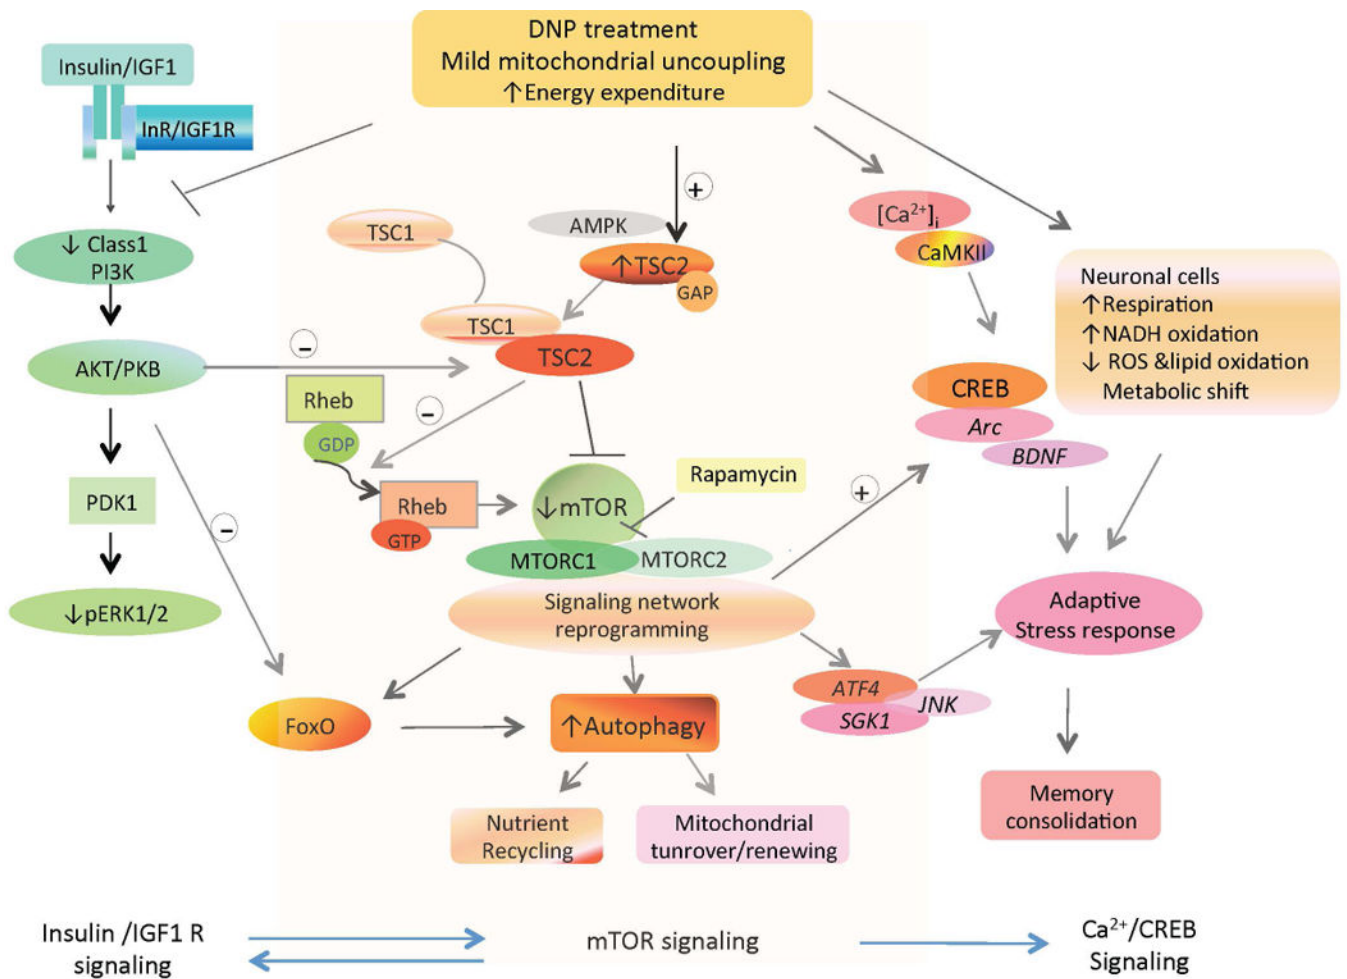 DNP treatment
Mild mitochondrial uncoupling
↑Energy expenditure
Insulin/IGF1
InR/IGF1R
↓ Class1
PI3K
AKT/PKB
PDK1
↓pERK1/2
+
AMPK
TSC1
↑TSC2
GAP
TSC1
TSC2
−
Rheb
GDP
−
Rheb
GTP
Rapamycin
↓mTOR
MTORC1
MTORC2
Signaling network
reprogramming
−
+
FoxO
↑Autophagy
Nutrient
Recycling
Mitochondrial
tunrover/renewing
[Ca²⁺]ᵢ
CaMKII
CREB
Arc
BDNF
Neuronal cells
↑Respiration
↑NADH oxidation
↓ ROS &lipid oxidation
Metabolic shift
ATF4
JNK
SGK1
Adaptive
Stress response
Memory
consolidation
Insulin /IGF1 R
signaling
mTOR signaling
Ca²⁺/CREB
Signaling